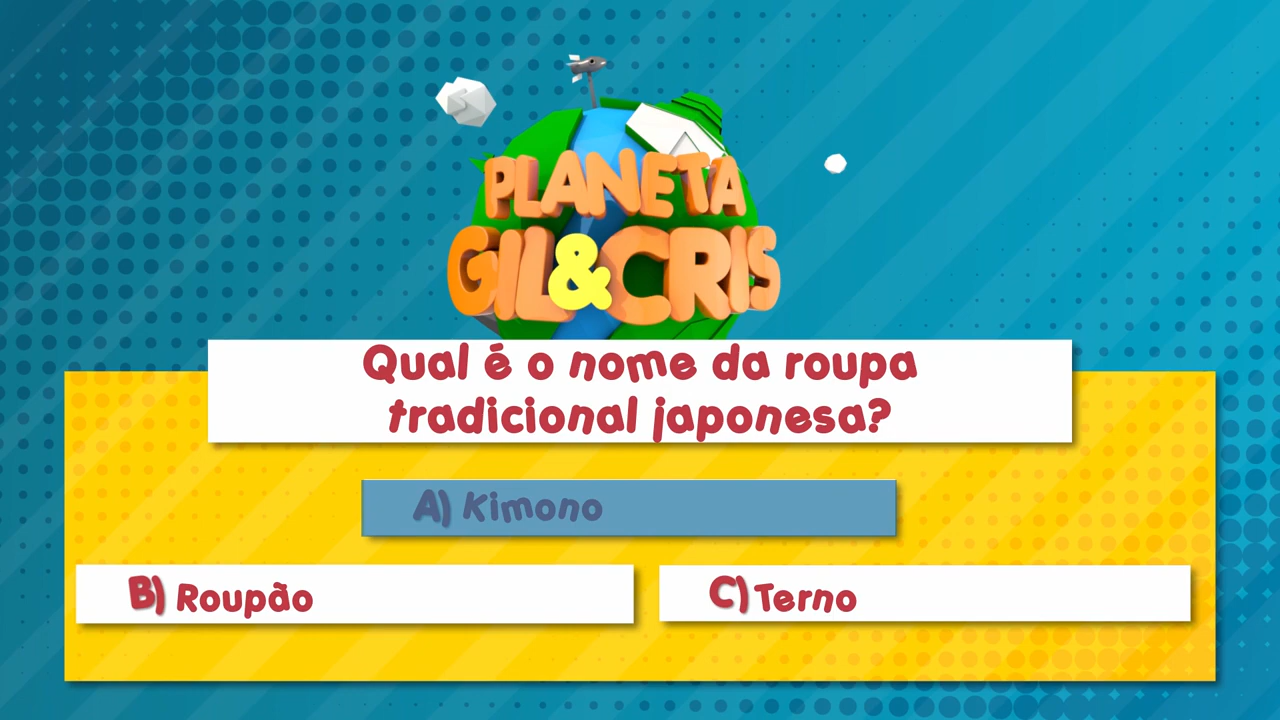 PLANETA
GIL&CRIS
Qual é o nome da roupa
tradicional japonesa?
A) Kimono
B) Roupão
C) Terno